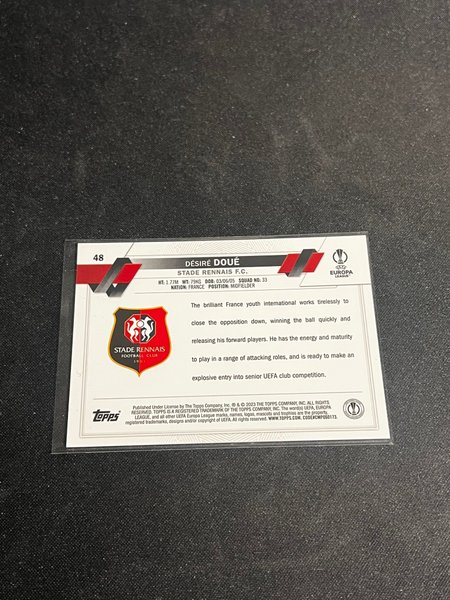 48
DÉSIRÉ DOUÉ
STADE RENNAIS F.C.
HT: 1.77M WT: 79KG DOB: 03/06/05 SQUAD NO: 33
NATION: FRANCE POSITION: MIDFIELDER
UEFA
EUROPA
LEAGUE
The brilliant France youth international works tirelessly to
close the opposition down, winning the ball quickly and
releasing his forward players. He has the energy and maturity
to play in a range of attacking roles, and is ready to make an
explosive entry into senior UEFA club competition.
STADE RENNAIS
FOOTBALL CLUB
1901
Topps
Published Under License by The Topps Company, Inc. ® & © 2023 THE TOPPS COMPANY, INC. ALL RIGHTS
RESERVED. TOPPS IS A REGISTERED TRADEMARK OF THE TOPPS COMPANY, INC. The word(s) UEFA, EUROPA
LEAGUE, and all other UEFA Europa League marks, names, logos, mascots and trophies are the property,
registered trademarks, designs and/or copyright of UEFA. All rights reserved. WWW.TOPPS.COM.